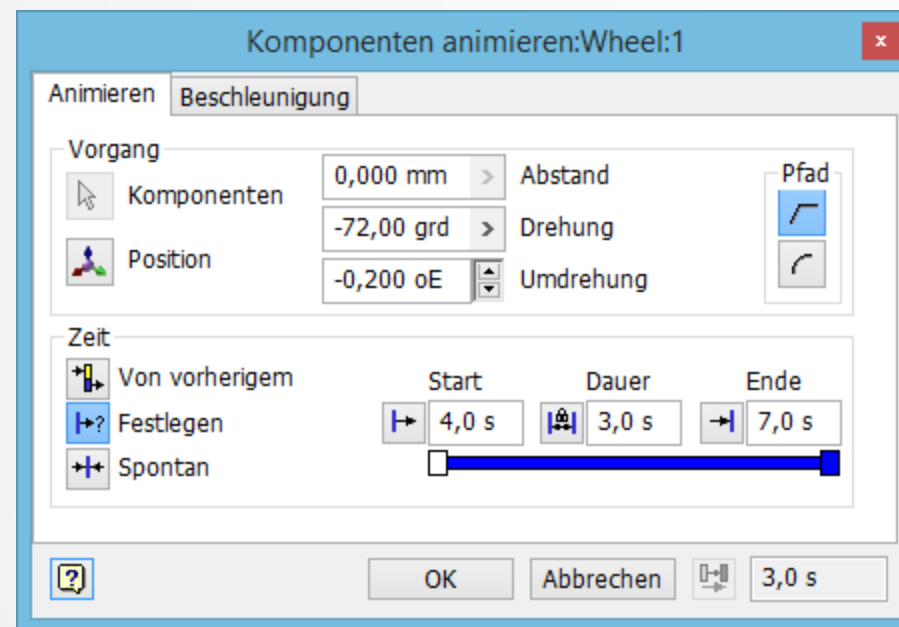 Komponenten animieren:Wheel:1
x
Animieren Beschleunigung
Vorgang
Komponenten 0,000 mm > Abstand Pfad
-72,00 grd > Drehung
Position
-0,200 oE Umdrehung
Zeit
Von vorherigem Start Dauer Ende
Festlegen 4,0 s 3,0 s 7,0 s
Spontan
? OK Abbrechen 3,0 s